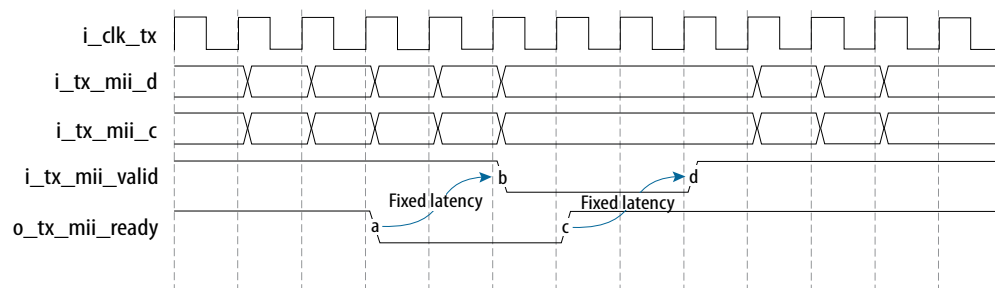 i_clk_tx
i_tx_mii_d
i_tx_mii_c
i_tx_mii_valid
b
d
Fixed latency
Fixed latency
o_tx_mii_ready
a
c